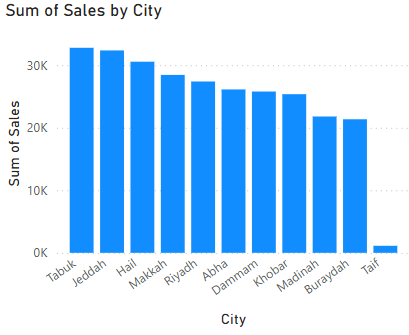 Sum of Sales by City
Sum of Sales
30K
20K
10K
0K
Tabuk
Jeddah
Hail
Makkah
Riyadh
Abha
Dammam
Khobar
Madinah
Buraydah
Taif
City